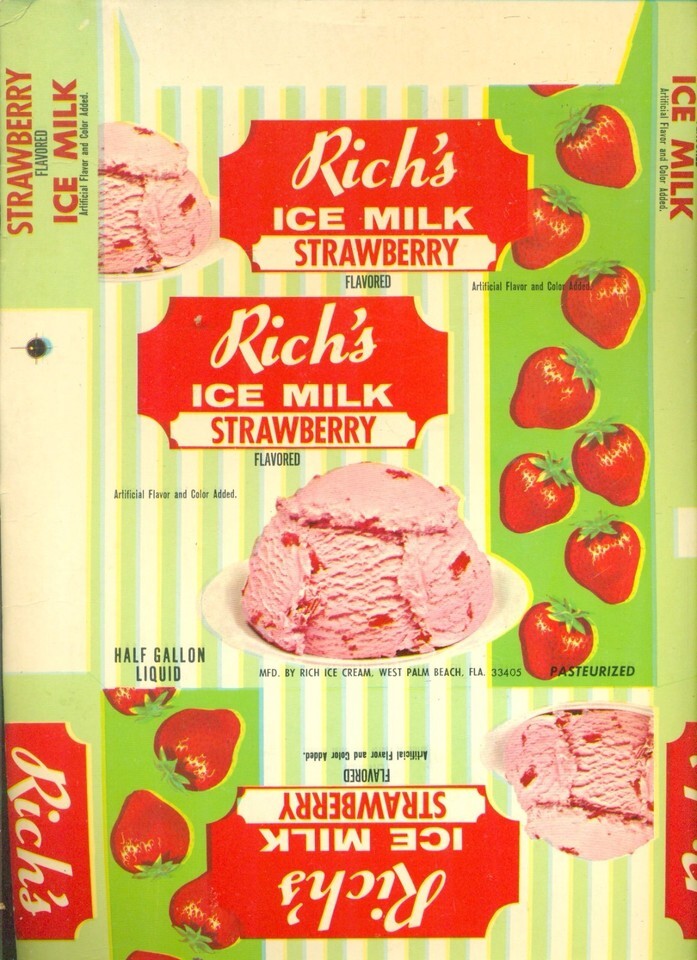 STRAWBERRY
FLAVORED
ICE MILK
Artificial Flavor and Color Added.
Rich's
ICE MILK
STRAWBERRY
FLAVORED
Artificial Flavor and Color Added.
ICE MILK
Artificial Flavor and Color Added.
Rich's
ICE MILK
STRAWBERRY
FLAVORED
Artificial Flavor and Color Added.
HALF GALLON
LIQUID
MFD. BY RICH ICE CREAM, WEST PALM BEACH, FLA. 33405
PASTEURIZED
Rich's
Rich's
ICE MILK
STRAWBERRY
FLAVORED
Artificial Flavor and Color Added.